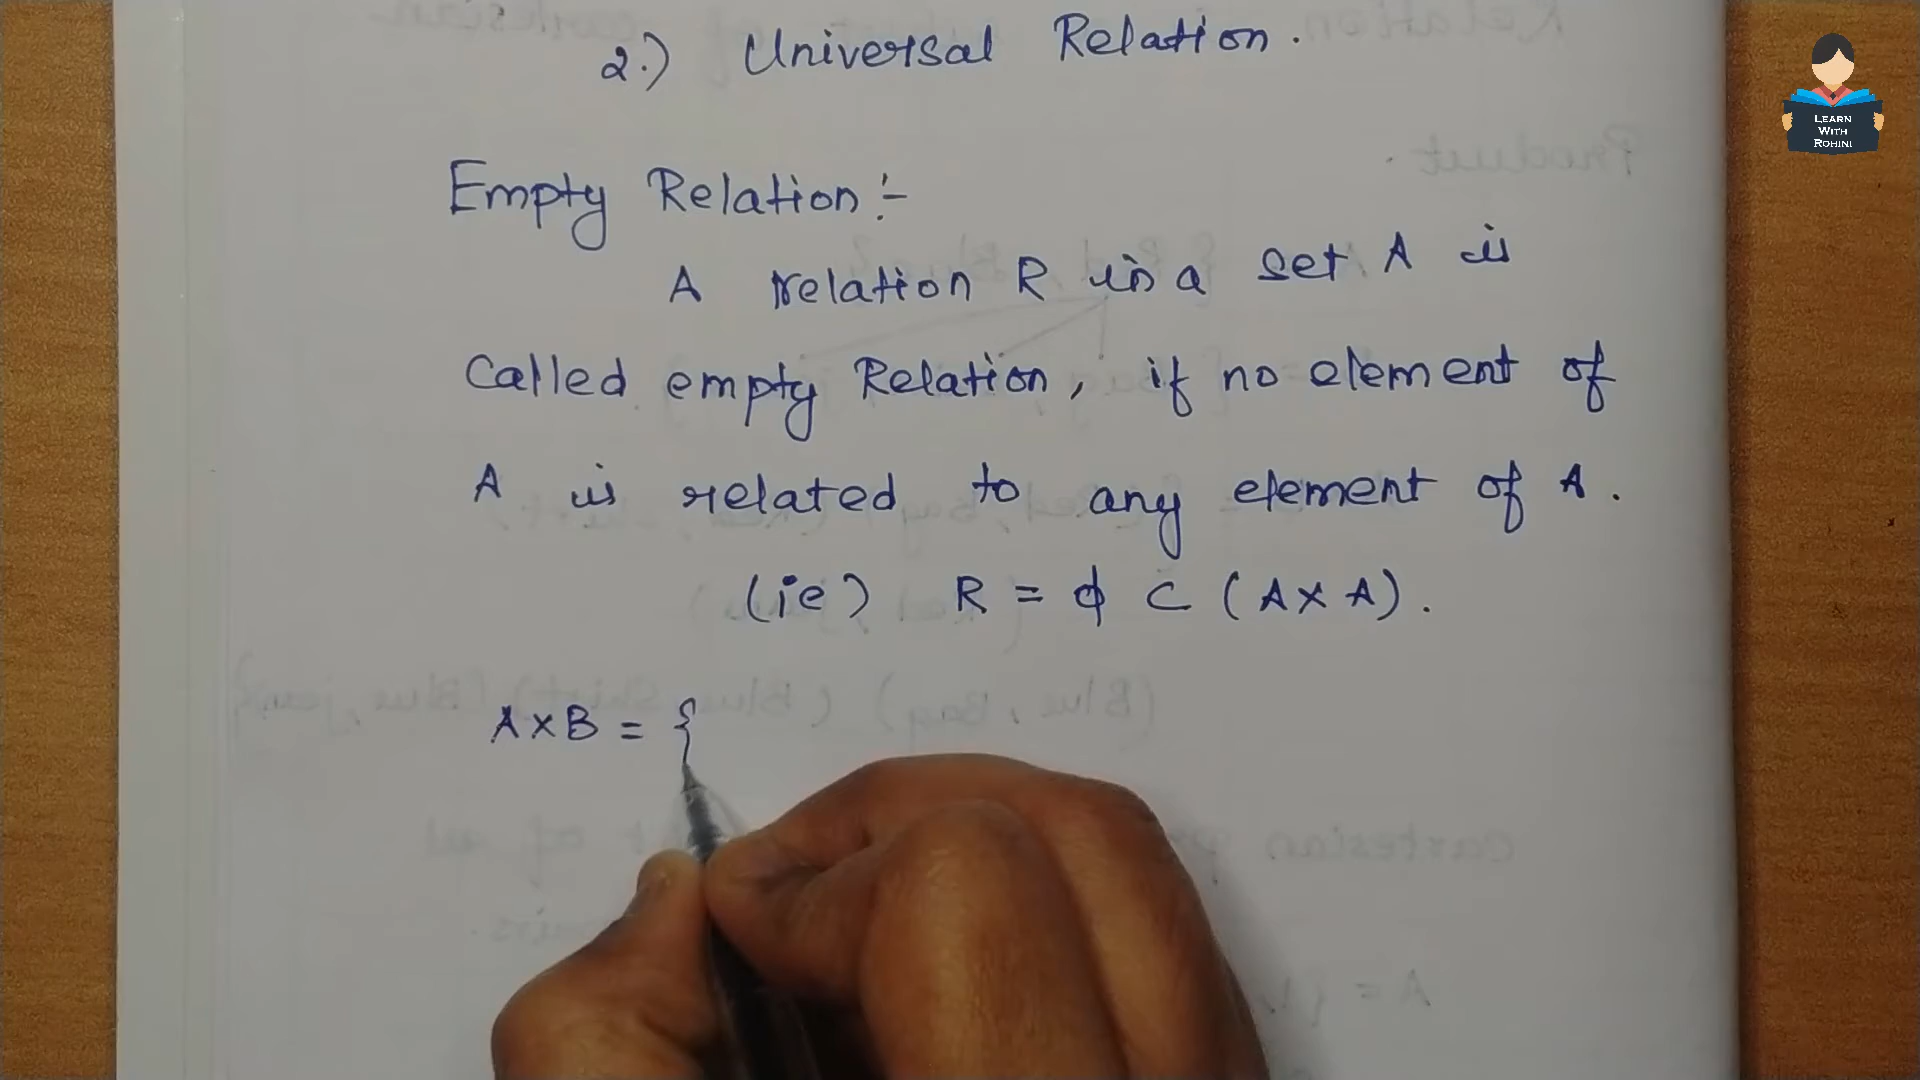 2.) Universal Relation.
LEARN
WITH
ROHINI
Empty Relation :-
A relation R in a set A is
Called empty Relation, if no element of
A is related to any element of A.
(ie) R = ϕ ⊂ (A×A).
A×B = {